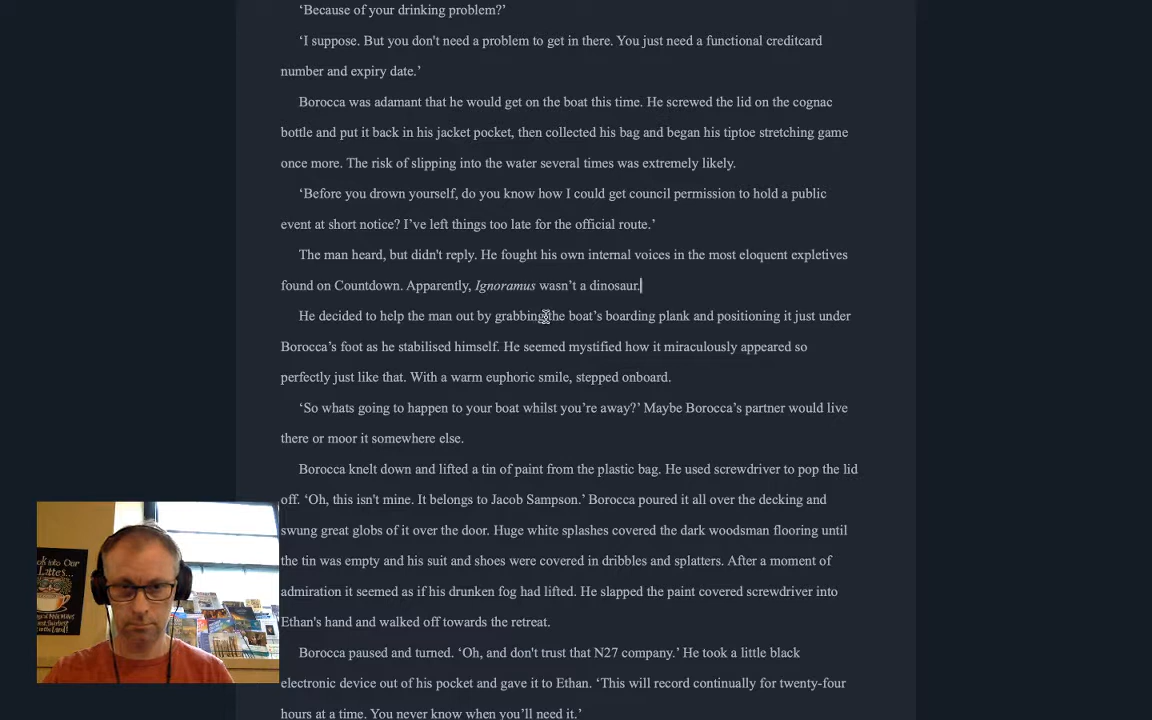 ‘Because of your drinking problem?’
‘I suppose. But you don't need a problem to get in there. You just need a functional creditcard
number and expiry date.’
Borocca was adamant that he would get on the boat this time. He screwed the lid on the cognac
bottle and put it back in his jacket pocket, then collected his bag and began his tiptoe stretching game
once more. The risk of slipping into the water several times was extremely likely.
‘Before you drown yourself, do you know how I could get council permission to hold a public
event at short notice? I’ve left things too late for the official route.’
The man heard, but didn't reply. He fought his own internal voices in the most eloquent expletives
found on Countdown. Apparently, Ignoramus wasn’t a dinosaur.
He decided to help the man out by grabbing the boat’s boarding plank and positioning it just under
Borocca’s foot as he stabilised himself. He seemed mystified how it miraculously appeared so
perfectly just like that. With a warm euphoric smile, stepped onboard.
‘So whats going to happen to your boat whilst you’re away?’ Maybe Borocca’s partner would live
there or moor it somewhere else.
Borocca knelt down and lifted a tin of paint from the plastic bag. He used screwdriver to pop the lid
off. ‘Oh, this isn't mine. It belongs to Jacob Sampson.’ Borocca poured it all over the decking and
swung great globs of it over the door. Huge white splashes covered the dark woodsman flooring until
the tin was empty and his suit and shoes were covered in dribbles and splatters. After a moment of
admiration it seemed as if his drunken fog had lifted. He slapped the paint covered screwdriver into
Ethan's hand and walked off towards the retreat.
Borocca paused and turned. ‘Oh, and don't trust that N27 company.’ He took a little black
electronic device out of his pocket and gave it to Ethan. ‘This will record continually for twenty-four
hours at a time. You never know when you’ll need it.’